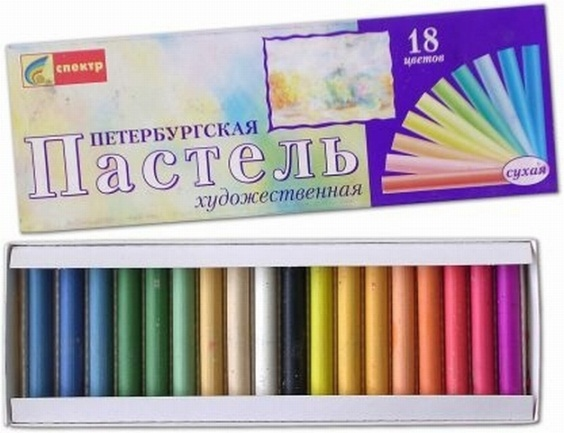 спектр
18
цветов
ПЕТЕРБУРГСКАЯ
Пастель
художественная
сухая